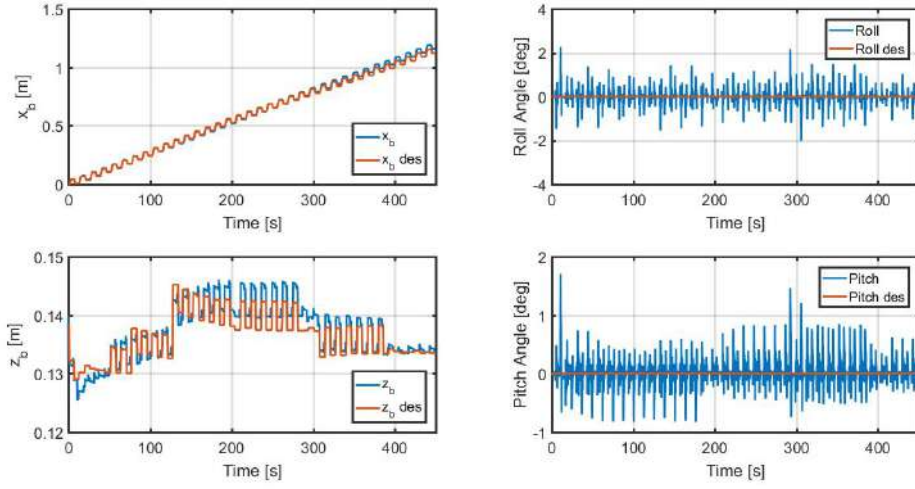 1.5
1
0.5
0
x_b [m]
x_b
x_b des
0 100 200 300 400
Time [s]
4
2
0
-2
-4
Roll Angle [deg]
Roll
Roll des
0 100 200 300 400
Time [s]
0.15
0.14
0.13
0.12
z_b [m]
z_b
z_b des
0 100 200 300 400
Time [s]
2
1
0
-1
Pitch Angle [deg]
Pitch
Pitch des
0 100 200 300 400
Time [s]